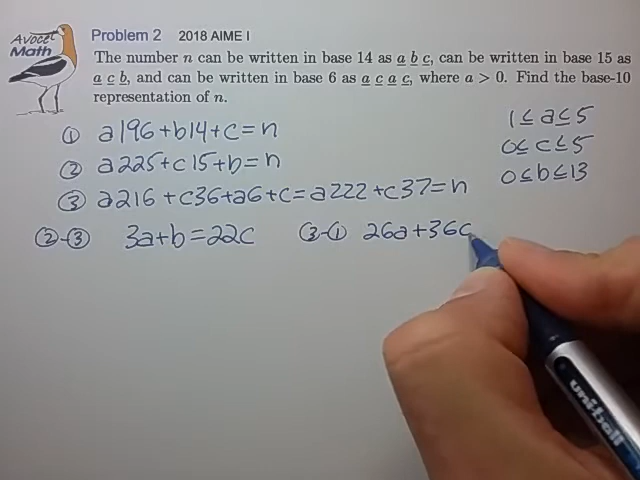 Avocet Math
Problem 2 2018 AIME I
The number n can be written in base 14 as a b c, can be written in base 15 as
a c b, and can be written in base 6 as a c a c, where a > 0. Find the base-10
representation of n.
① a196+b14+c=n
② a225+c15+b=n
③ a216+c36+a6+c=a222+c37=n
1≤a≤5
0≤c≤5
0≤b≤13
②-③ 3a+b=22c
③-① 26a+36c
uni-ball